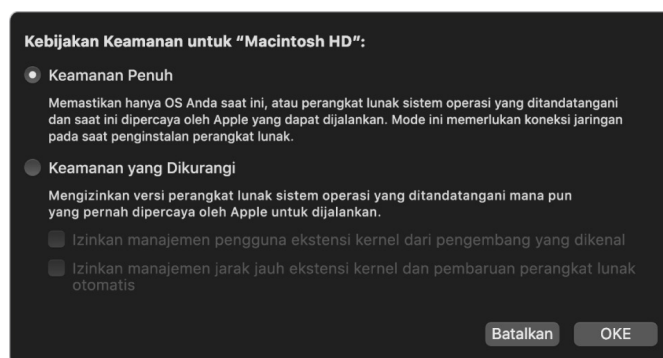 Kebijakan Keamanan untuk “Macintosh HD”:
Keamanan Penuh
Memastikan hanya OS Anda saat ini, atau perangkat lunak sistem operasi yang ditandatangani
dan saat ini dipercaya oleh Apple yang dapat dijalankan. Mode ini memerlukan koneksi jaringan
pada saat penginstalan perangkat lunak.
Keamanan yang Dikurangi
Mengizinkan versi perangkat lunak sistem operasi yang ditandatangani mana pun
yang pernah dipercaya oleh Apple untuk dijalankan.
Izinkan manajemen pengguna ekstensi kernel dari pengembang yang dikenal
Izinkan manajemen jarak jauh ekstensi kernel dan pembaruan perangkat lunak
otomatis
Batalkan OKE